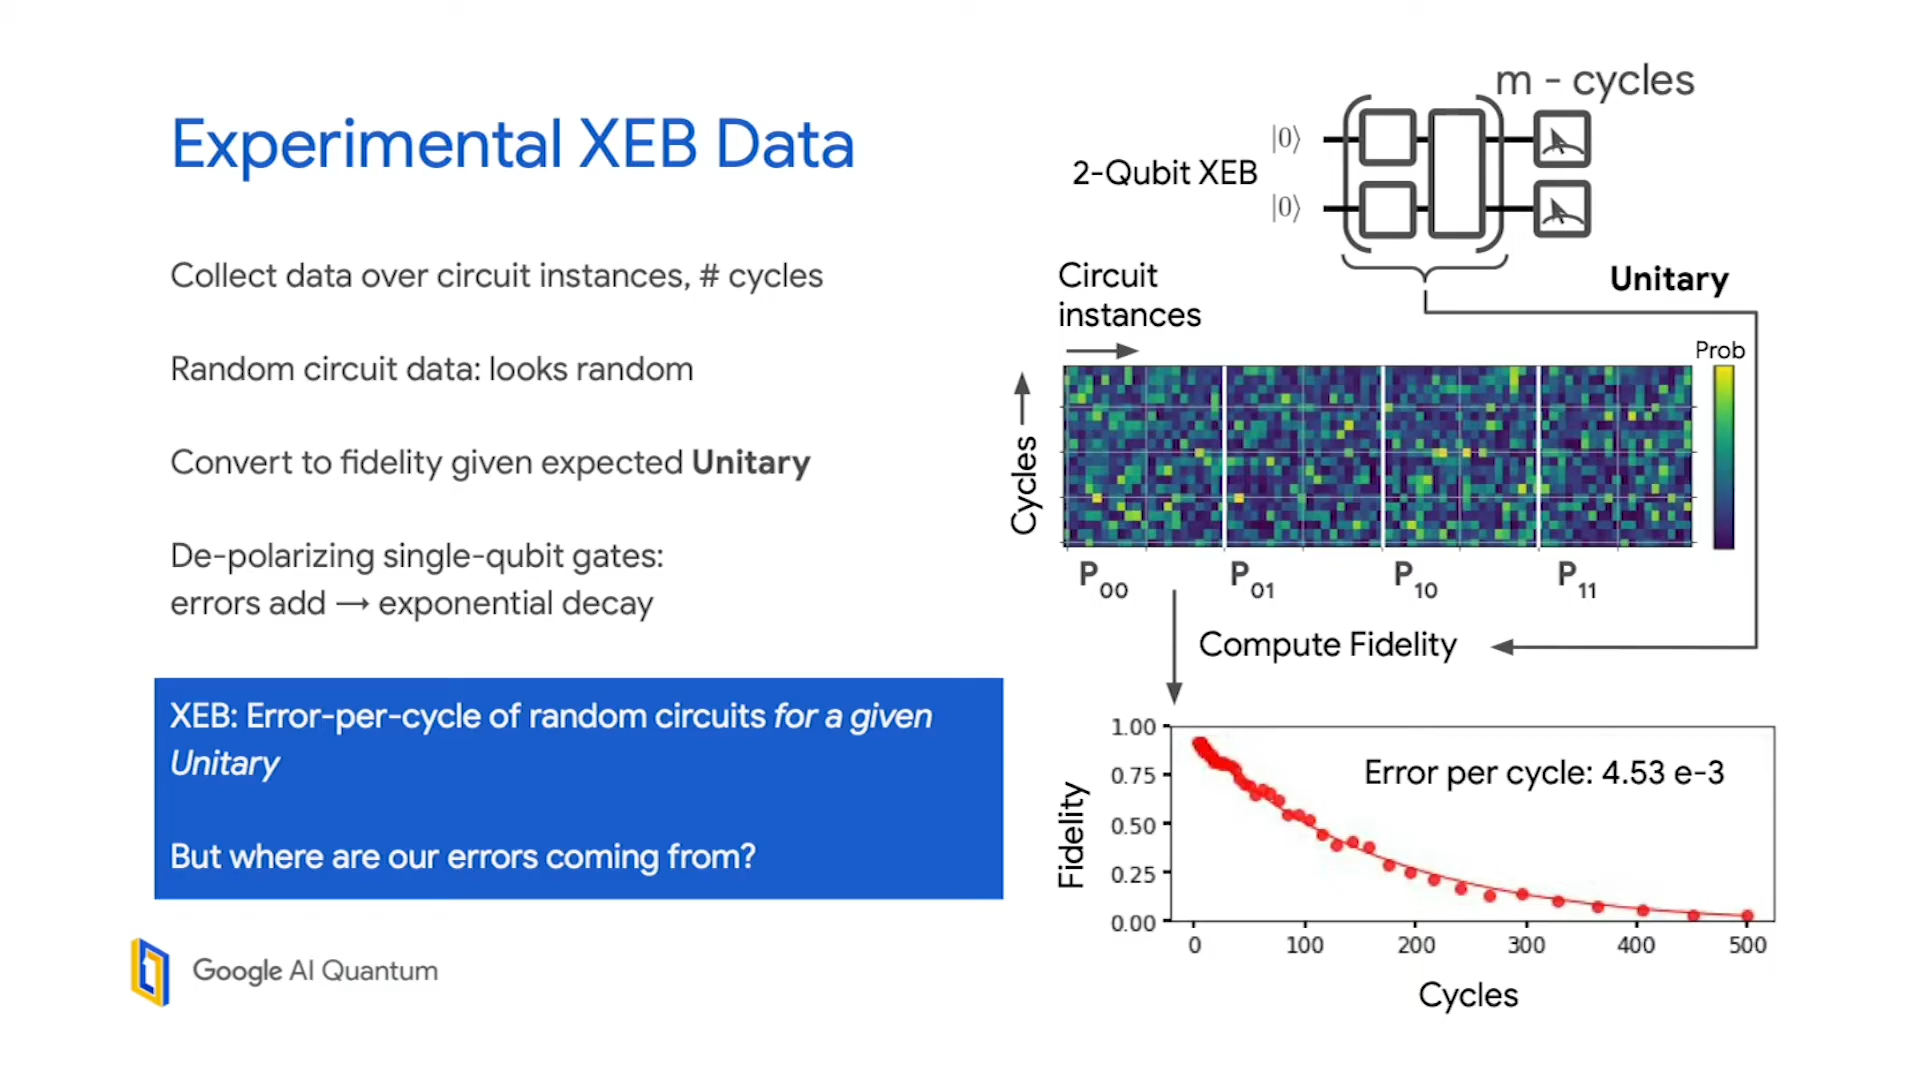 Experimental XEB Data
Collect data over circuit instances, # cycles
Random circuit data: looks random
Convert to fidelity given expected Unitary
De-polarizing single-qubit gates:
errors add → exponential decay
XEB: Error-per-cycle of random circuits for a given
Unitary
But where are our errors coming from?
Google AI Quantum
m - cycles
|0⟩
2-Qubit XEB
|0⟩
Circuit
instances
Unitary
Prob
Cycles
P00 P01 P10 P11
Compute Fidelity
Error per cycle: 4.53 e-3
Fidelity
1.00
0.75
0.50
0.25
0.00
0 100 200 300 400 500
Cycles